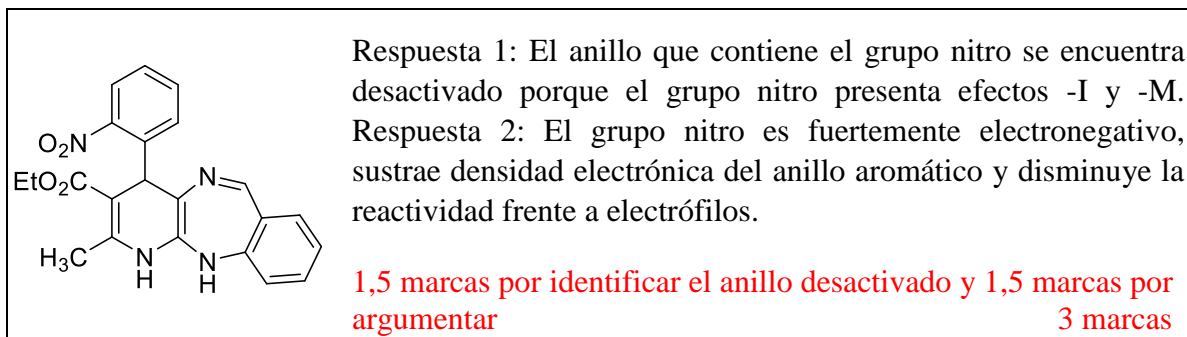 Respuesta 1: El anillo que contiene el grupo nitro se encuentra
desactivado porque el grupo nitro presenta efectos -I y -M.
Respuesta 2: El grupo nitro es fuertemente electronegativo,
sustrae densidad electrónica del anillo aromático y disminuye la
reactividad frente a electrófilos.
1,5 marcas por identificar el anillo desactivado y 1,5 marcas por
argumentar 3 marcas
O₂N
EtO₂C
N
N
H₃C
N
H
N
H